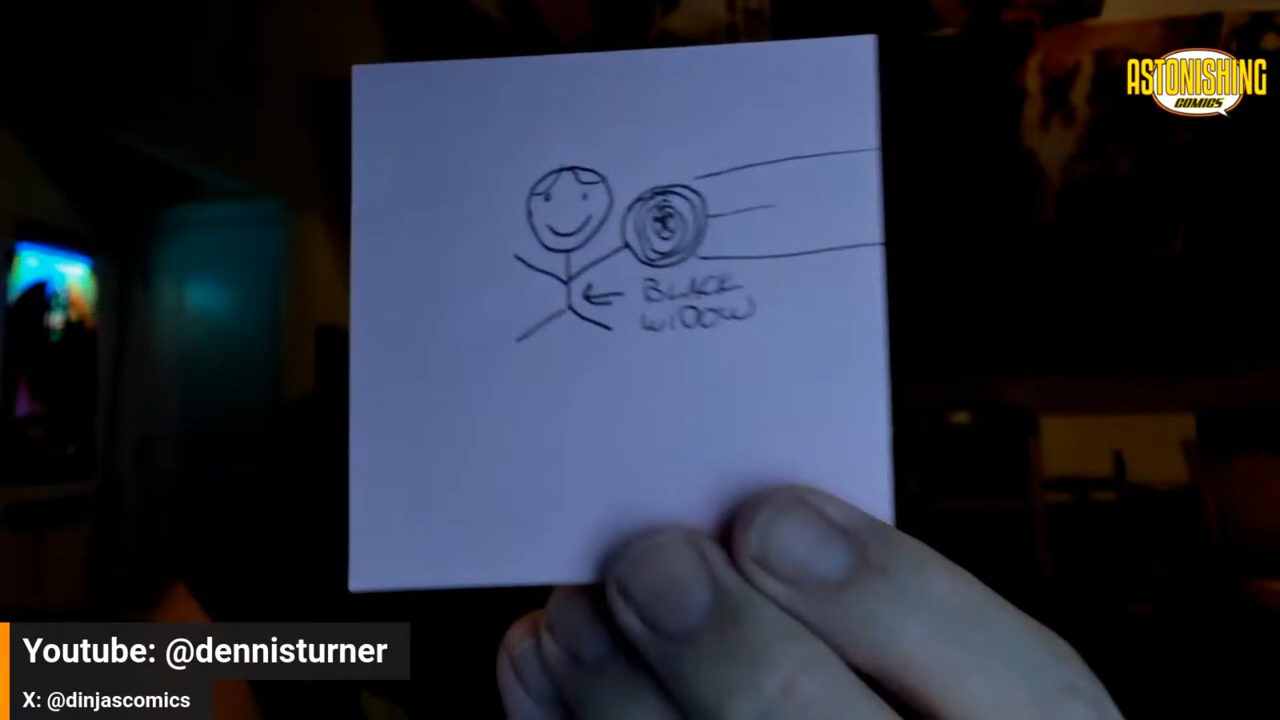 ASTONISHING
COMICS
BLACK
WIDOW
Youtube: @dennisturner
X: @dinjascomics